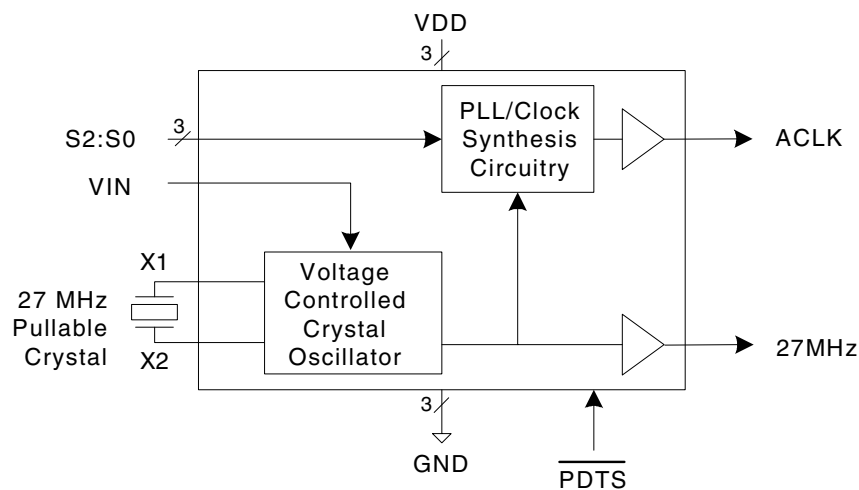 VDD
3
S2:S0
3
PLL/Clock
Synthesis
Circuitry
ACLK
VIN
X1
27 MHz
Pullable
Crystal
X2
Voltage
Controlled
Crystal
Oscillator
27MHz
3
GND
PDTS